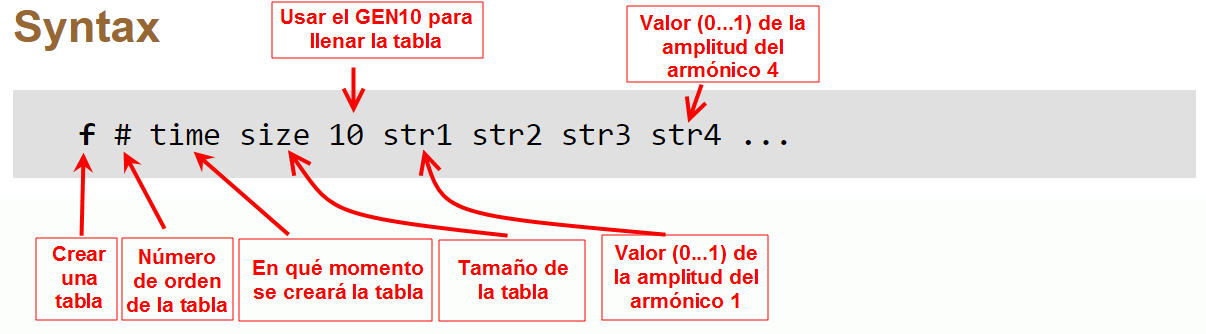 Syntax
Usar el GEN10 para
llenar la tabla
Valor (0...1) de la
amplitud del
armónico 4
f # time size 10 str1 str2 str3 str4 ...
Crear
una
tabla
Número
de orden
de la tabla
En qué momento
se creará la tabla
Tamaño de
la tabla
Valor (0...1) de
la amplitud del
armónico 1